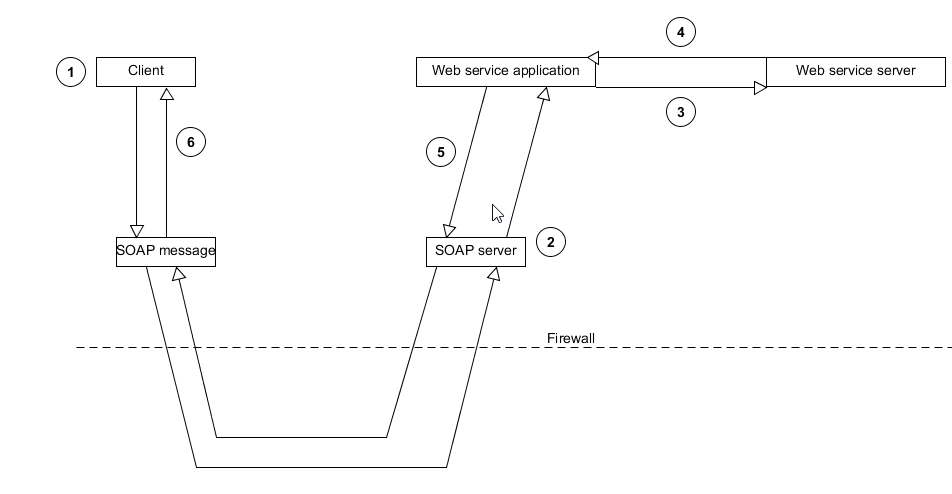 4
1
Client
Web service application
Web service server
3
6
5
SOAP message
SOAP server
2
Firewall